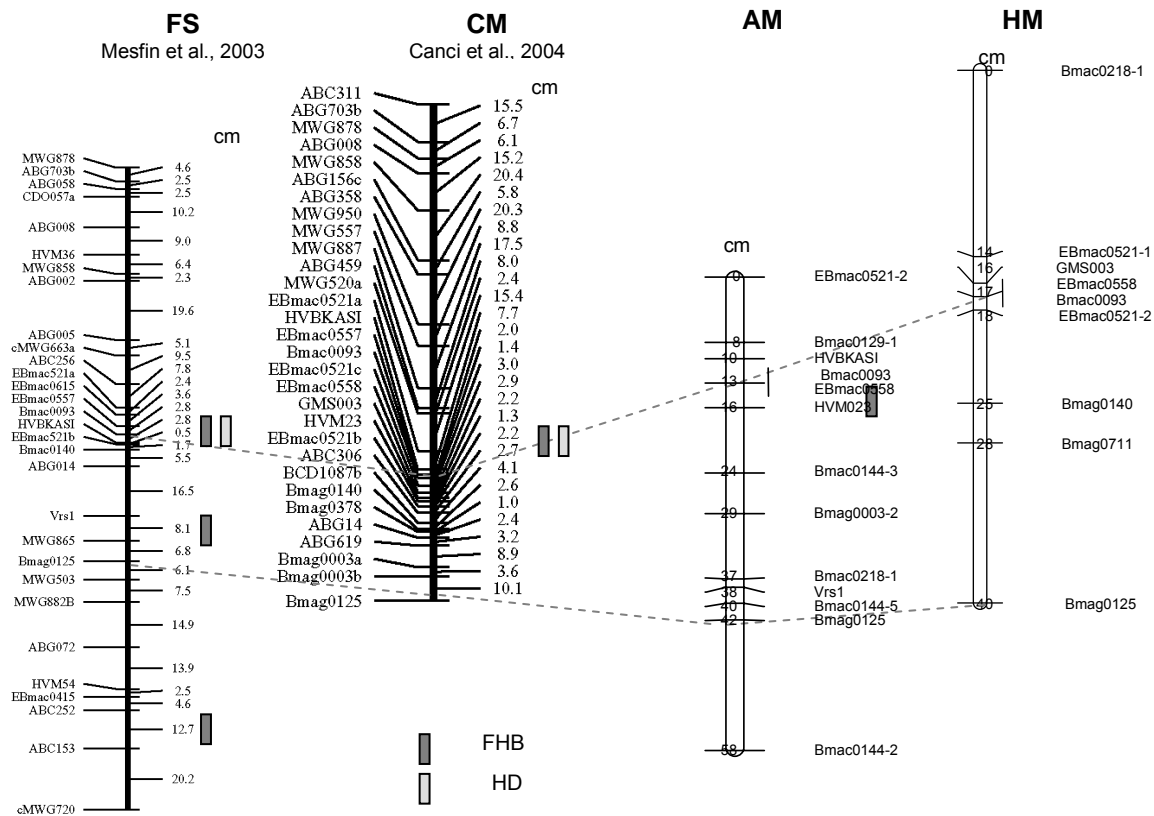 FS
Mesfin et al., 2003
cm
MWG878
ABG703b
ABG058
CDO057a
ABG008
HVM36
MWG858
ABG002
ABG005
cMWG663a
ABC256
EBmac521a
EBmac0615
EBmac0557
Bmac0093
HVBKASI
EBmac521b
Bmac0140
ABG014
Vrs1
MWG865
Bmag0125
MWG503
MWG882B
ABG072
HVM54
EBmac0415
ABC252
ABC153
cMWG720
4.6
2.5
2.5
10.2
9.0
6.4
2.3
19.6
5.1
9.5
7.8
2.4
3.6
2.8
2.8
0.5
1.7
5.5
16.5
8.1
6.8
6.1
7.5
14.9
13.9
2.5
4.6
12.7
20.2
CM
Canci et al., 2004
cm
ABC311
ABG703b
MWG878
ABG008
MWG858
ABG156c
ABG358
MWG950
MWG557
MWG887
ABG459
MWG520a
EBmac0521a
HVBKASI
EBmac0557
Bmac0093
EBmac0521c
EBmac0558
GMS003
HVM23
EBmac0521b
ABC306
BCD1087b
Bmag0140
Bmag0378
ABG14
ABG619
Bmag0003a
Bmag0003b
Bmag0125
15.5
6.7
6.1
15.2
20.4
5.8
20.3
8.8
17.5
8.0
2.4
15.4
7.7
2.0
1.4
3.0
2.9
2.2
1.3
2.2
2.7
4.1
2.6
1.0
2.4
3.2
8.9
3.6
10.1
FHB
HD
AM
cm
0 EBmac0521-2
8 Bmac0129-1
10 HVBKASI
13 Bmac0093
EBmac0558
16 HVM023
24 Bmac0144-3
29 Bmag0003-2
37 Bmac0218-1
38 Vrs1
40 Bmac0144-5
42 Bmag0125
58 Bmac0144-2
HM
cm
0 Bmac0218-1
14 EBmac0521-1
16 GMS003
17 EBmac0558
Bmac0093
18 EBmac0521-2
25 Bmag0140
28 Bmag0711
40 Bmag0125